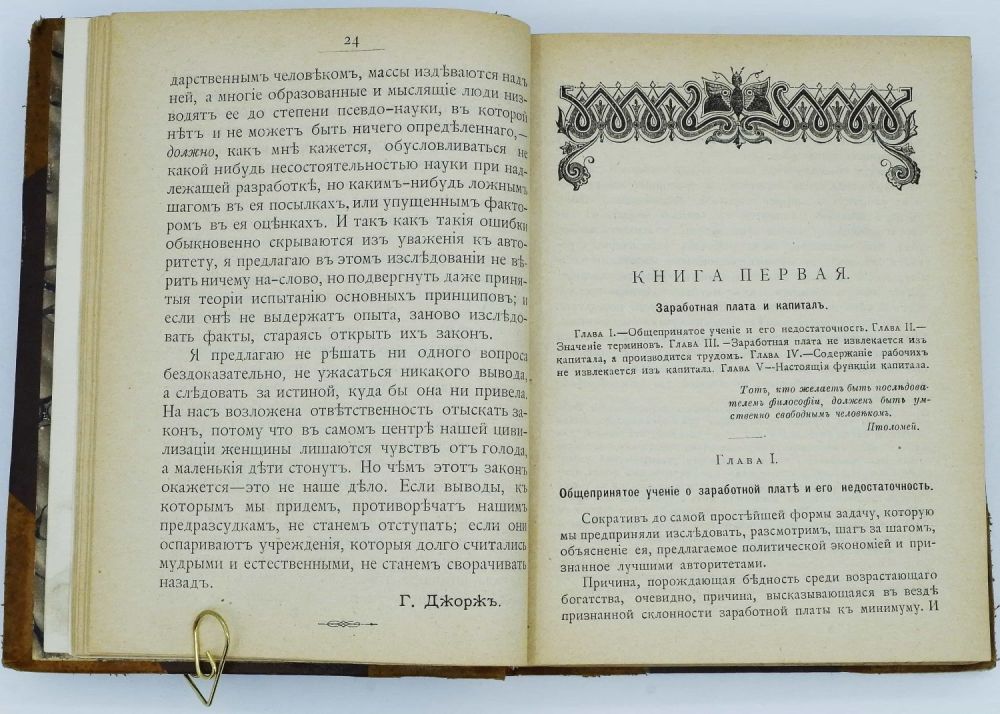 24
дарственнымъ человѣкомъ, массы издѣваются надъ
ней, а многіе образованные и мыслящіе люди низ-
водятъ ее до степени псевдо-науки, въ которой
нѣтъ и не можетъ быть ничего опредѣленнаго,—
должно, какъ мнѣ кажется, обусловливаться не
какой нибудь несостоятельностью науки при над-
лежащей разработкѣ, но какимъ-нибудь ложнымъ
шагомъ въ ея посылкахъ, или упущеннымъ факто-
ромъ въ ея оцѣнкахъ. И такъ какъ такія ошибки
обыкновенно скрываются изъ уваженія къ авто-
ритету, я предлагаю въ этомъ изслѣдованіи не вѣ-
рить ничему на-слово, но подвергнуть даже приня-
тыя теоріи испытанію основныхъ принциповъ; и
если онѣ не выдержатъ опыта, заново изслѣдо-
вать факты, стараясь открыть ихъ законъ.
Я предлагаю не рѣшать ни одного вопроса
бездоказательно, не ужасаться никакого вывода,
а слѣдовать за истиной, куда бы она ни привела.
На насъ возложена отвѣтственность отыскать за-
конъ, потому что въ самомъ центрѣ нашей циви-
лизаціи женщины лишаются чувствъ отъ голода,
а маленькія дѣти стонутъ. Но чѣмъ этотъ законъ
окажется—это не наше дѣло. Если выводы, къ
которымъ мы придемъ, противорѣчатъ нашимъ
предразсудкамъ, не станемъ отступать; если они
оспариваютъ учрежденія, которыя долго считались
мудрыми и естественными, не станемъ сворачивать
назадъ.
Г. Джоржъ.
КНИГА ПЕРВАЯ.
Заработная плата и капиталъ.
Глава I.—Общепринятое ученіе и его недостаточность. Глава II.—
Значеніе терминовъ. Глава III.—Заработная плата не извлекается изъ
капитала, а производится трудомъ. Глава IV.—Содержаніе рабочихъ
не извлекается изъ капитала. Глава V—Настоящія функціи капитала.
Тотъ, кто желаетъ быть послѣдова-
телемъ философіи, долженъ быть ум-
ственно свободнымъ человѣкомъ.
Птоломей.
Глава I.
Общепринятое ученіе о заработной платѣ и его недостаточность.
Сокративъ до самой простѣйшей формы задачу, которую
мы предприняли изслѣдовать, разсмотримъ, шагъ за шагомъ,
объясненіе ея, предлагаемое политической экономіей и при-
знанное лучшими авторитетами.
Причина, порождающая бѣдность среди возрастающаго
богатства, очевидно, причина, высказывающаяся въ вездѣ
признанной склонности заработной платы къ минимуму. И